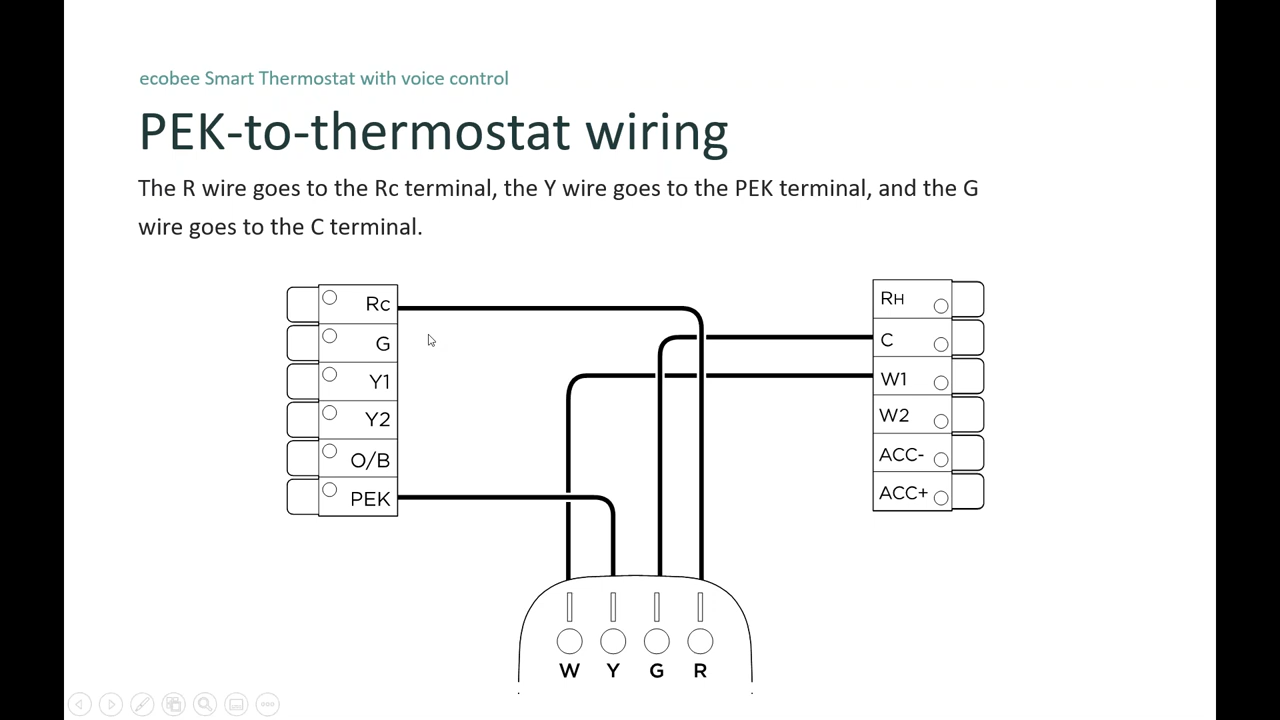 ecobee Smart Thermostat with voice control
PEK-to-thermostat wiring
The R wire goes to the Rc terminal, the Y wire goes to the PEK terminal, and the G
wire goes to the C terminal.
Rc
G
Y1
Y2
O/B
PEK
RH
C
W1
W2
ACC-
ACC+
W Y G R